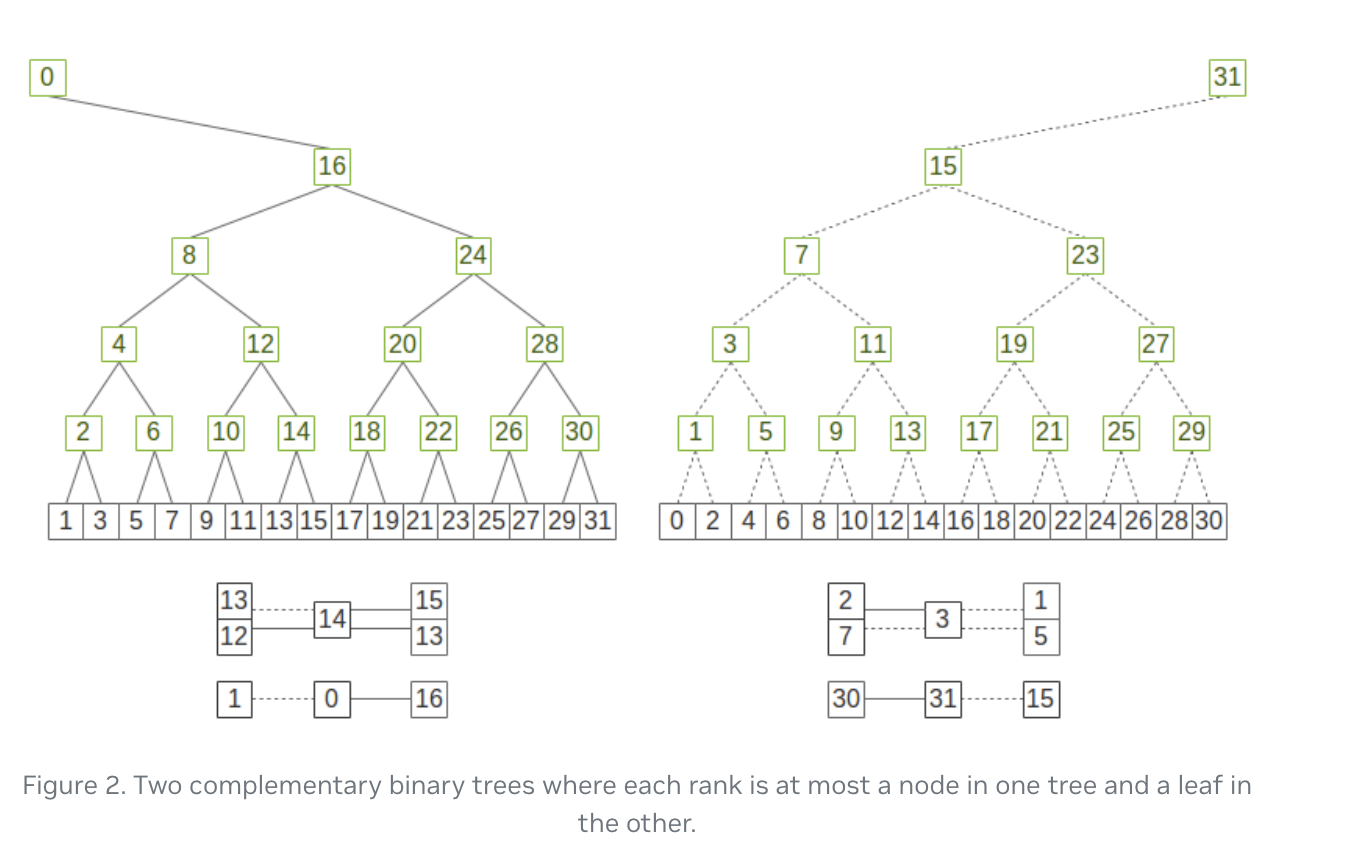 0 31
16 15
8 24 7 23
4 12 20 28 3 11 19 27
2 6 10 14 18 22 26 30 1 5 9 13 17 21 25 29
1 3 5 7 9 11 13 15 17 19 21 23 25 27 29 31 0 2 4 6 8 10 12 14 16 18 20 22 24 26 28 30
13 15 2 1
14 3
12 13 7 5
1 0 16 30 31 15
Figure 2. Two complementary binary trees where each rank is at most a node in one tree and a leaf in
the other.